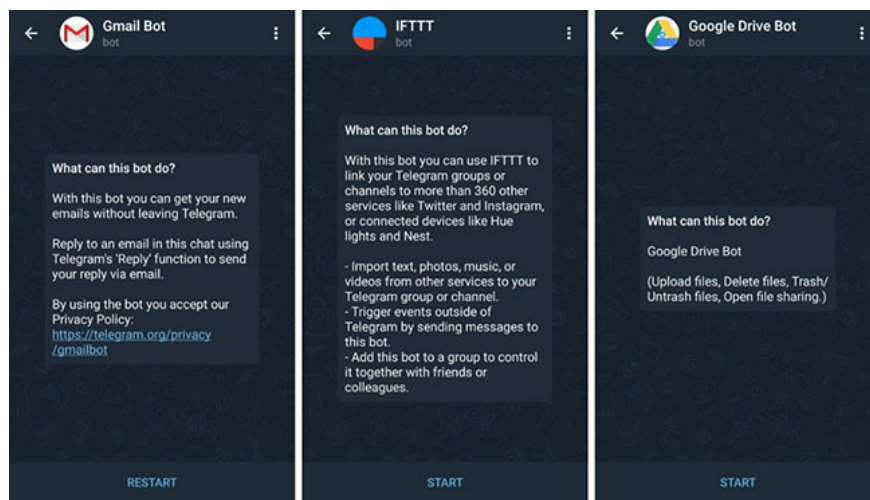 Gmail Bot
bot
What can this bot do?
With this bot you can get your new
emails without leaving Telegram.
Reply to an email in this chat using
Telegram's 'Reply' function to send
your reply via email.
By using the bot you accept our
Privacy Policy:
https://telegram.org/privacy
/gmailbot
RESTART
IFTTT
bot
What can this bot do?
With this bot you can use IFTTT to
link your Telegram groups or
channels to more than 360 other
services like Twitter and Instagram,
or connected devices like Hue
lights and Nest.
- Import text, photos, music, or
videos from other services to your
Telegram group or channel.
- Trigger events outside of
Telegram by sending messages to
this bot.
- Add this bot to a group to control
it together with friends or
colleagues.
START
Google Drive Bot
bot
What can this bot do?
Google Drive Bot
(Upload files, Delete files, Trash/
Untrash files, Open file sharing.)
START